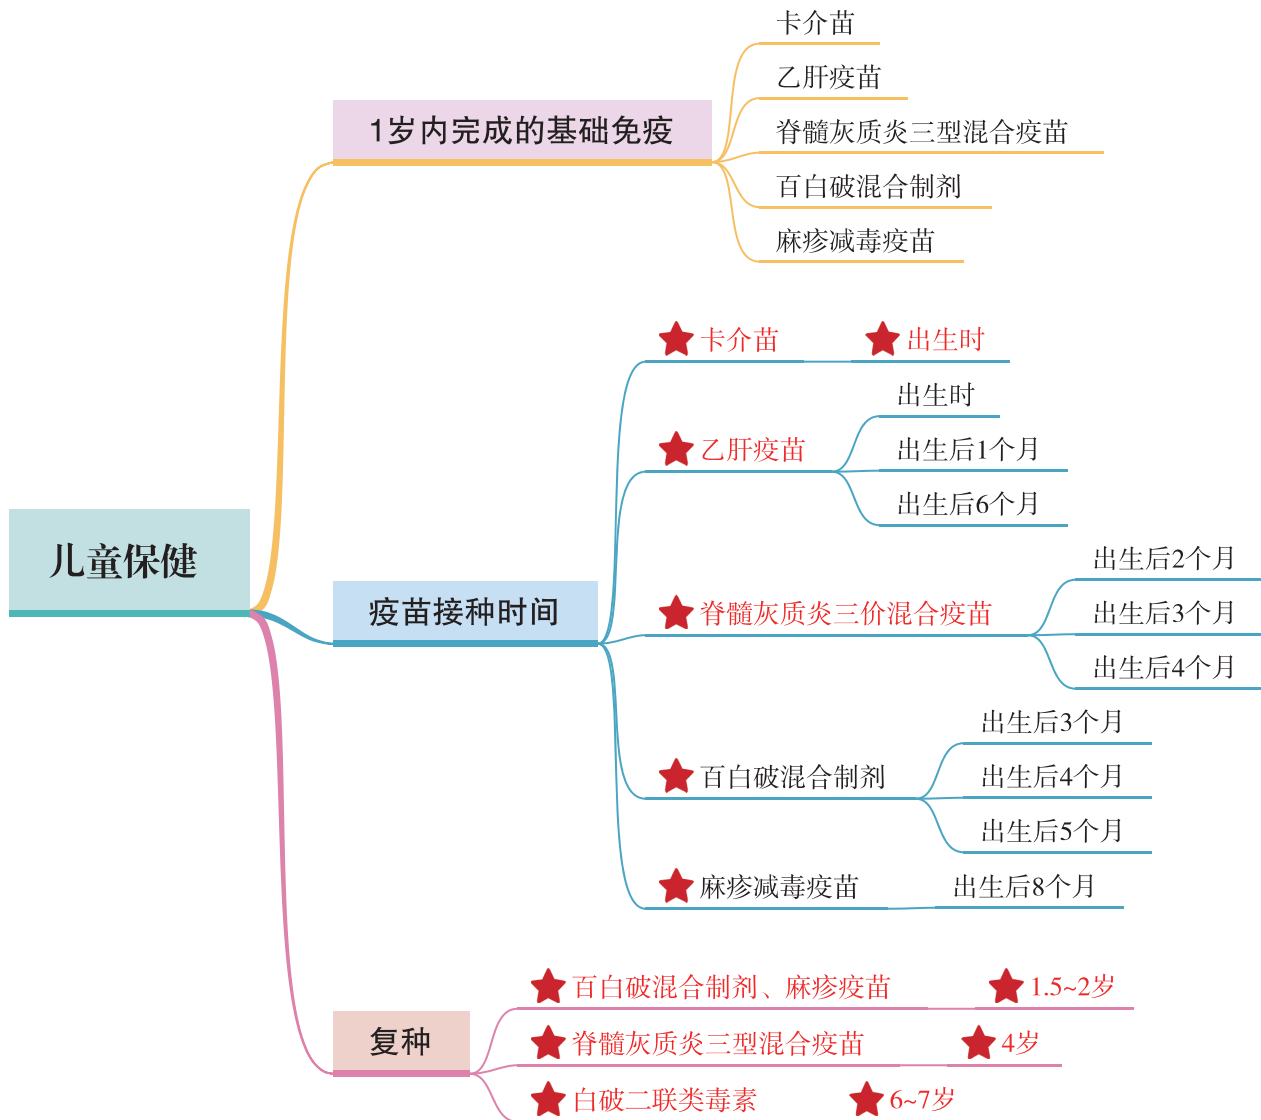 儿童保健
1岁内完成的基础免疫
卡介苗
乙肝疫苗
脊髓灰质炎三型混合疫苗
百白破混合制剂
麻疹减毒疫苗
疫苗接种时间
卡介苗 出生时
乙肝疫苗
出生时
出生后1个月
出生后6个月
脊髓灰质炎三价混合疫苗
出生后2个月
出生后3个月
出生后4个月
百白破混合制剂
出生后3个月
出生后4个月
出生后5个月
麻疹减毒疫苗 出生后8个月
复种
百白破混合制剂、麻疹疫苗 1.5~2岁
脊髓灰质炎三型混合疫苗 4岁
白破二联类毒素 6~7岁